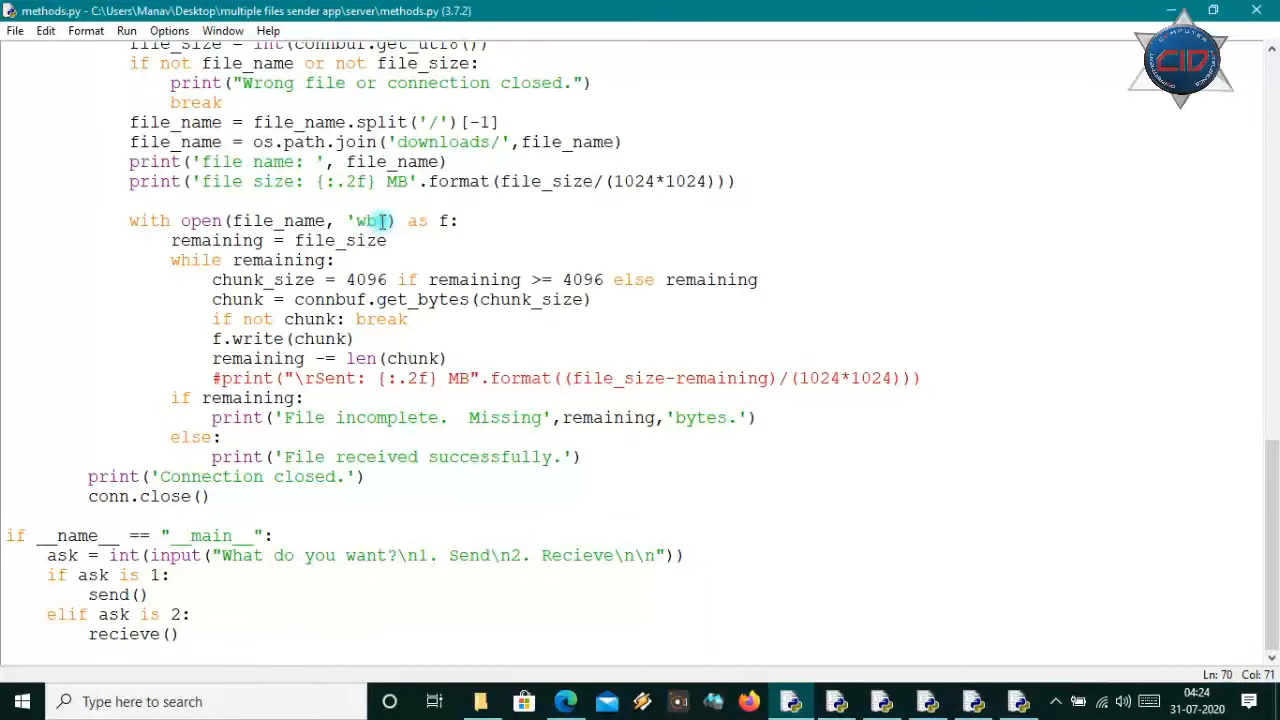 methods.py - C:\Users\Manav\Desktop\multiple files sender app\server\methods.py (3.7.2)
File Edit Format Run Options Window Help
COMPUTER
CID
file_size = int(connbuf.get_utf8())
if not file_name or not file_size:
print("Wrong file or connection closed.")
break
file_name = file_name.split('/')[-1]
file_name = os.path.join('downloads/',file_name)
print('file name: ', file_name)
print('file size: {:.2f} MB'.format(file_size/(1024*1024)))
with open(file_name, 'wb') as f:
remaining = file_size
while remaining:
chunk_size = 4096 if remaining >= 4096 else remaining
chunk = connbuf.get_bytes(chunk_size)
if not chunk: break
f.write(chunk)
remaining -= len(chunk)
#print("\rSent: {:.2f} MB".format((file_size-remaining)/(1024*1024)))
if remaining:
print('File incomplete.  Missing',remaining,'bytes.')
else:
print('File received successfully.')
print('Connection closed.')
conn.close()
if __name__ == "__main__":
ask = int(input("What do you want?\n1. Send\n2. Recieve\n\n"))
if ask is 1:
send()
elif ask is 2:
recieve()
Ln: 70 Col: 71
Type here to search
04:24
31-07-2020